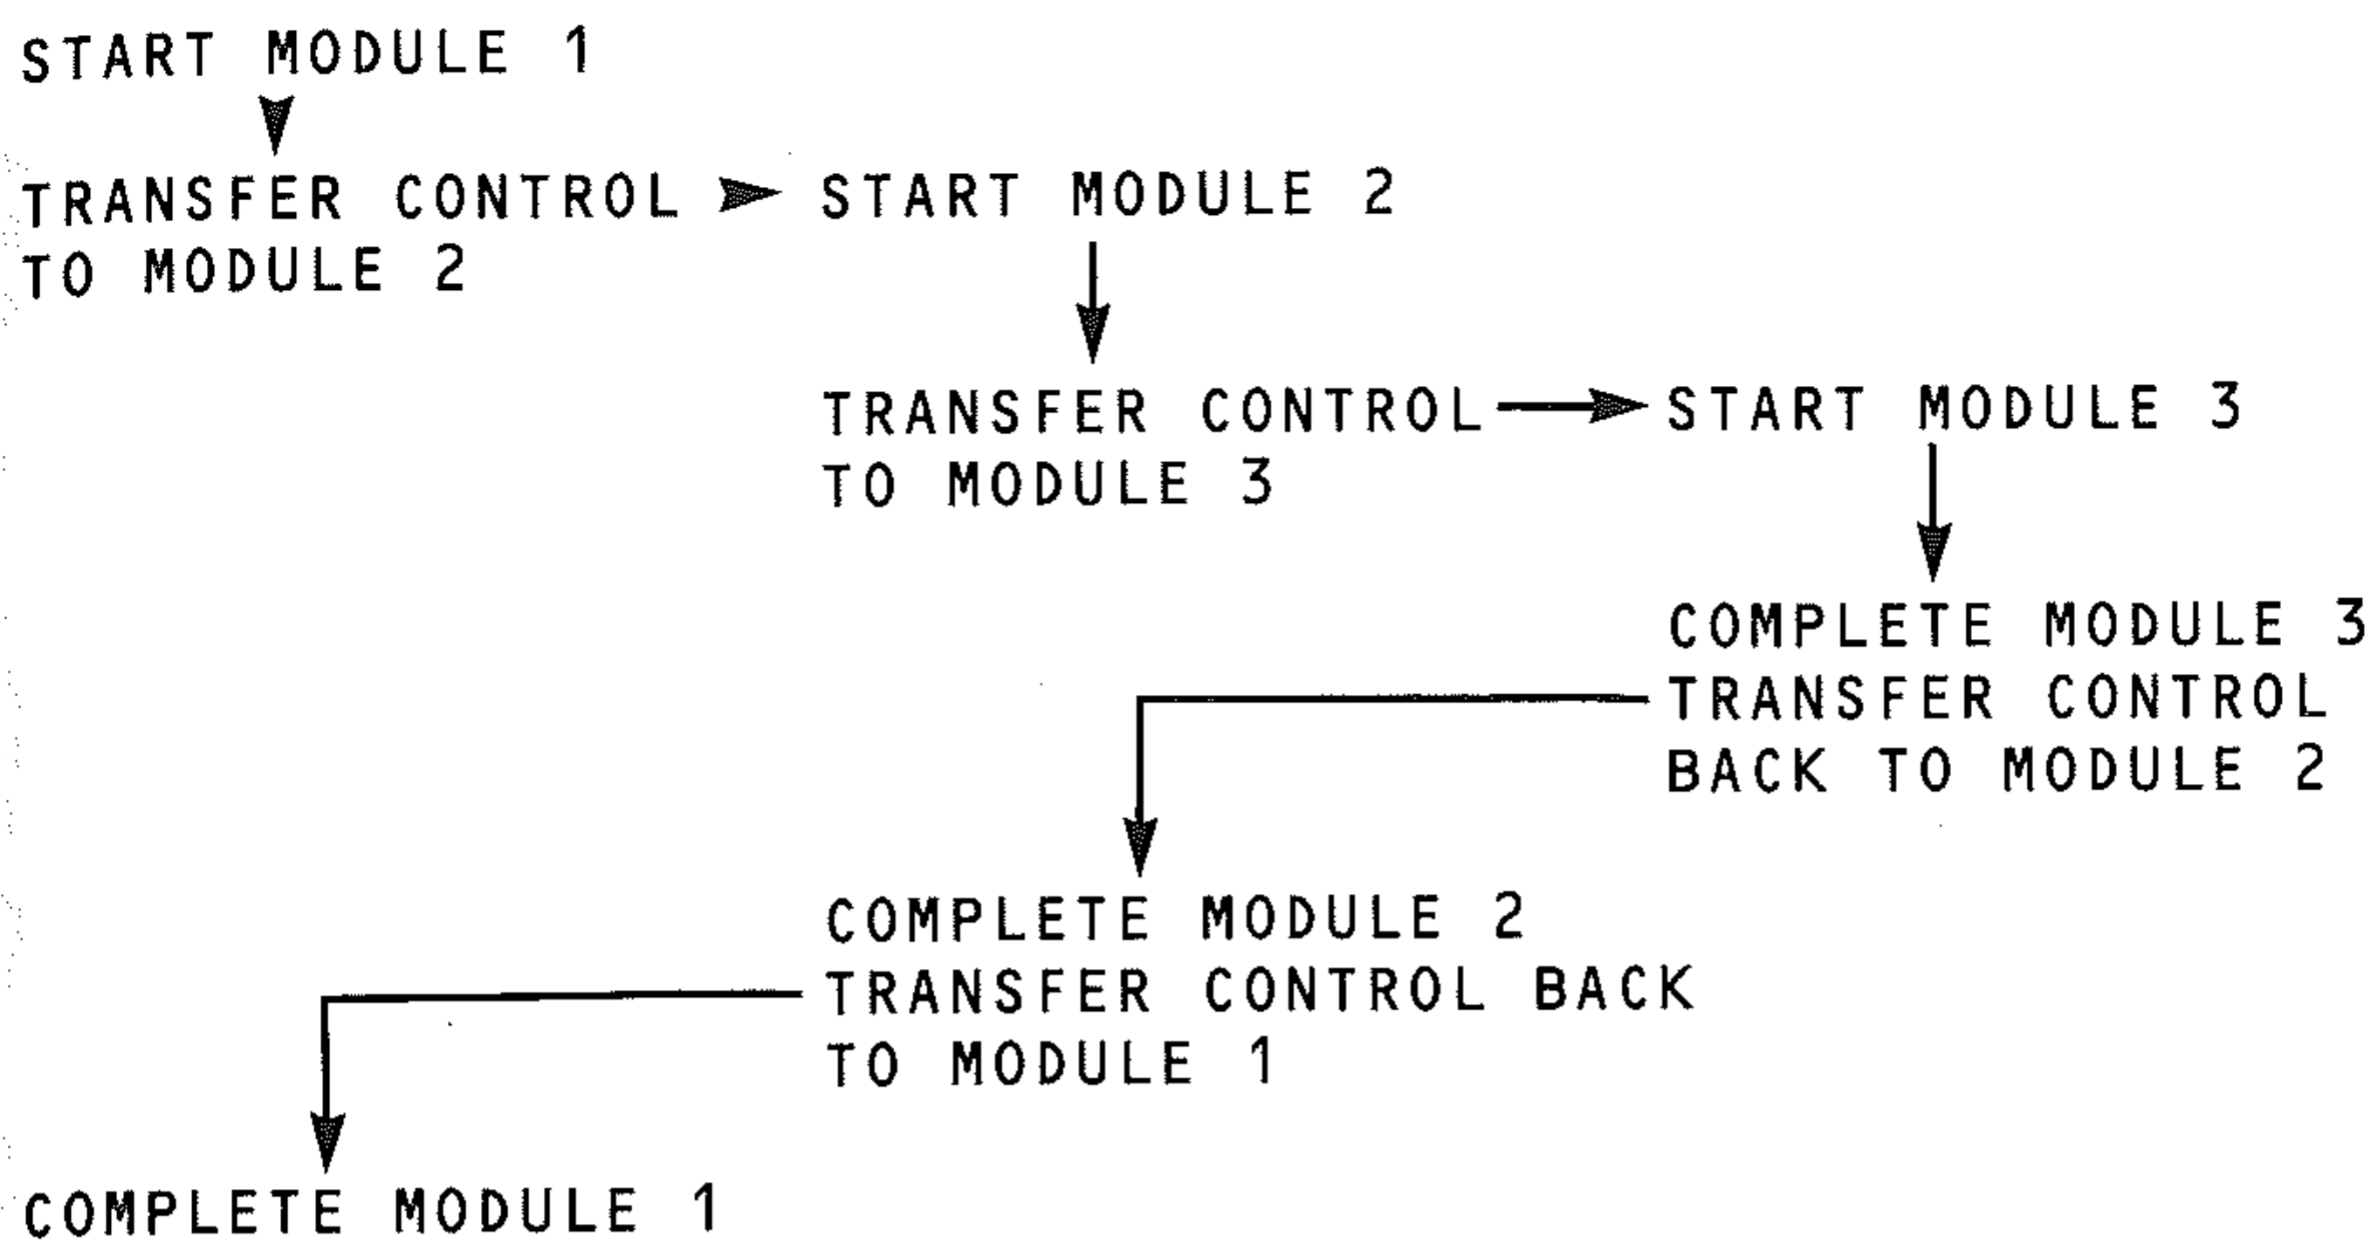 START MODULE 1
TRANSFER CONTROL
TO MODULE 2
START MODULE 2
TRANSFER CONTROL
TO MODULE 3
START MODULE 3
COMPLETE MODULE 3
TRANSFER CONTROL
BACK TO MODULE 2
COMPLETE MODULE 2
TRANSFER CONTROL BACK
TO MODULE 1
COMPLETE MODULE 1